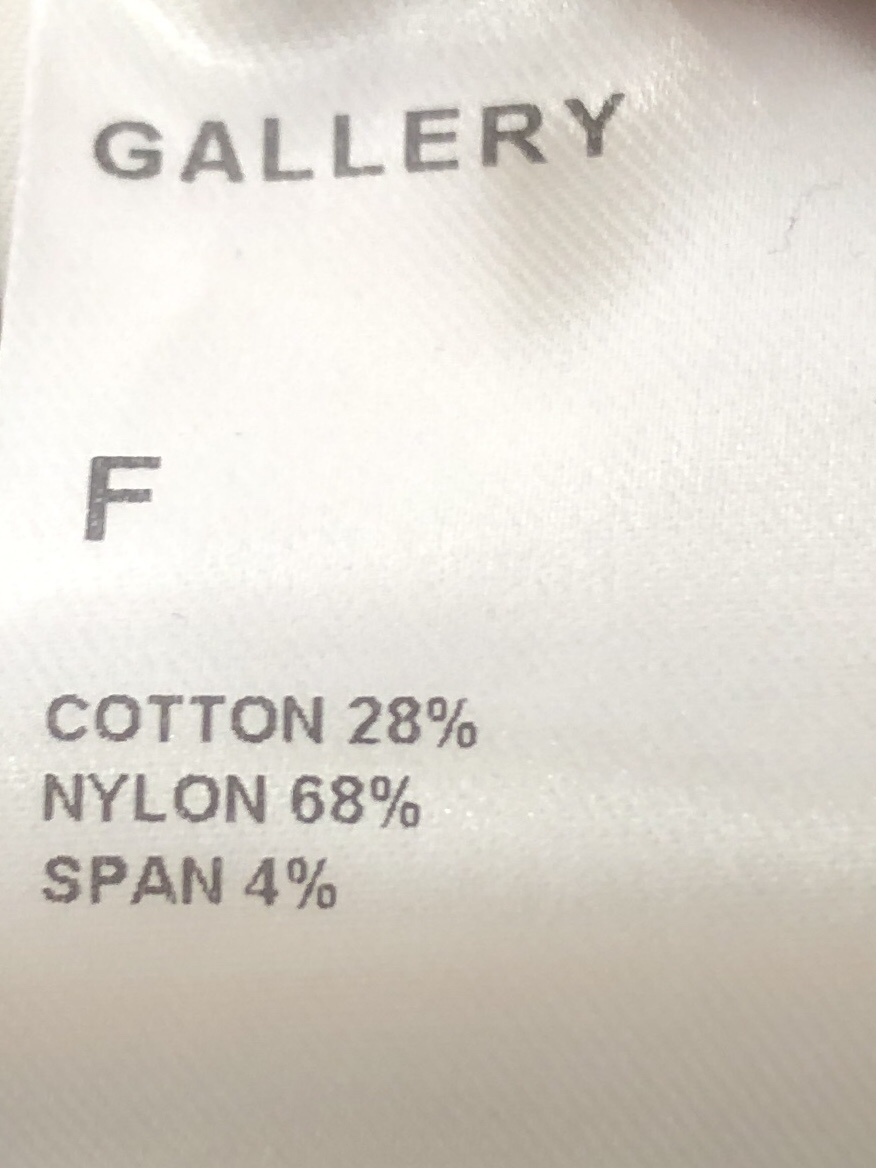 GALLERY
F
COTTON 28%
NYLON 68%
SPAN 4%